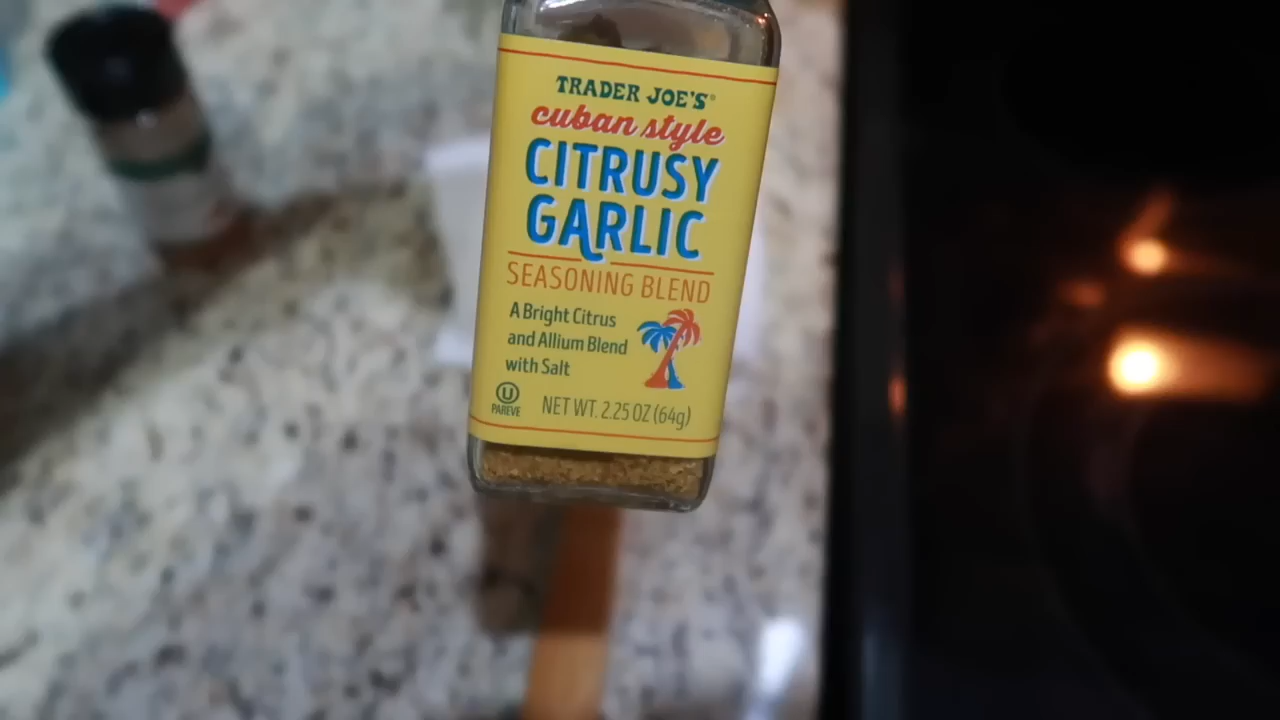 TRADER JOE'S®
cuban style
CITRUSY
GARLIC
SEASONING BLEND
A Bright Citrus
and Allium Blend
with Salt
U
PAREVE
NET WT. 2.25 OZ (64g)